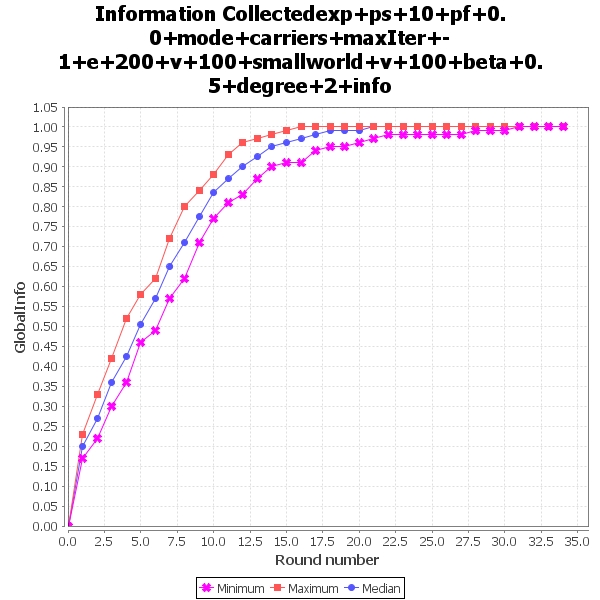 Information Collectedexp+ps+10+pf+0.
0+mode+carriers+maxIter+-
1+e+200+v+100+smallworld+v+100+beta+0.
5+degree+2+info
GlobalInfo
1.05
1.00
0.95
0.90
0.85
0.80
0.75
0.70
0.65
0.60
0.55
0.50
0.45
0.40
0.35
0.30
0.25
0.20
0.15
0.10
0.05
0.00
0.0 2.5 5.0 7.5 10.0 12.5 15.0 17.5 20.0 22.5 25.0 27.5 30.0 32.5 35.0
Round number
Minimum Maximum Median